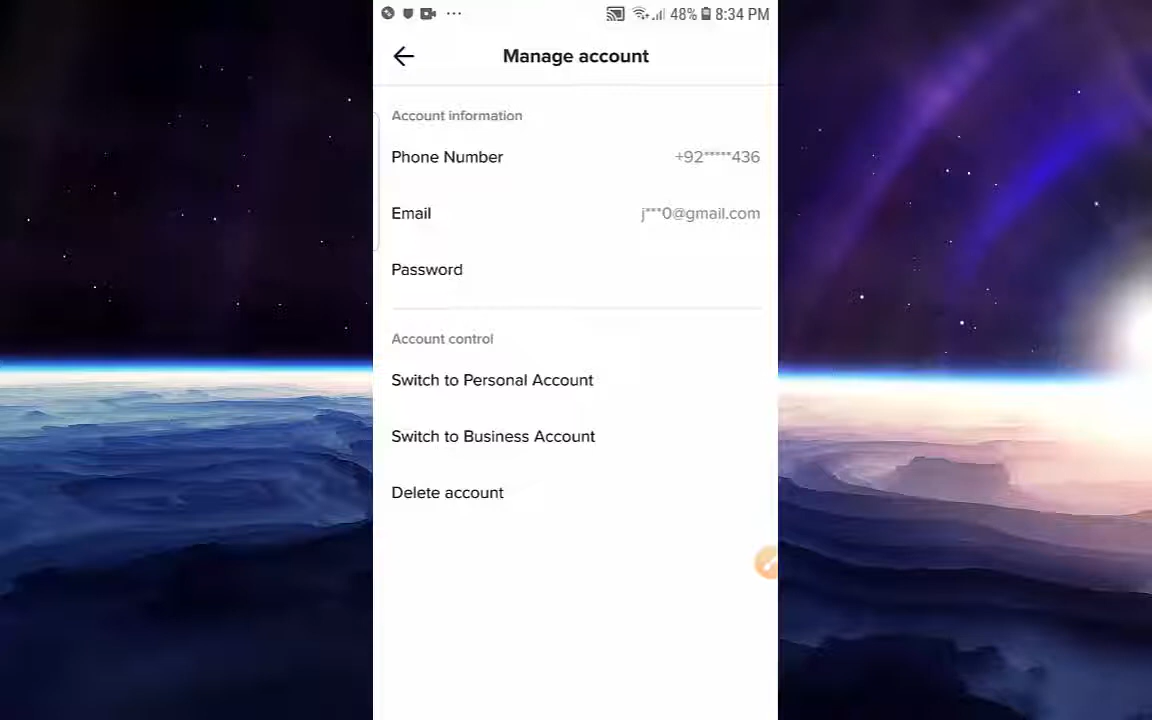 48% 8:34 PM
Manage account
Account information
Phone Number +92*****436
Email j***0@gmail.com
Password
Account control
Switch to Personal Account
Switch to Business Account
Delete account